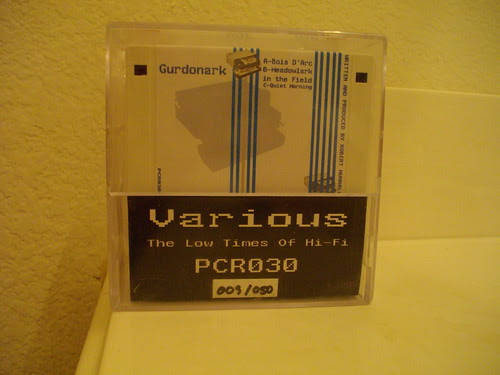 Gurdonark
A-Bois D'Arc
B-Meadowlark
in the Field
C-Quiet Morning
WRITTEN AND PRODUCED BY ROBERT
PCR030
Various
The Low Times Of Hi-Fi
PCR030
009/050